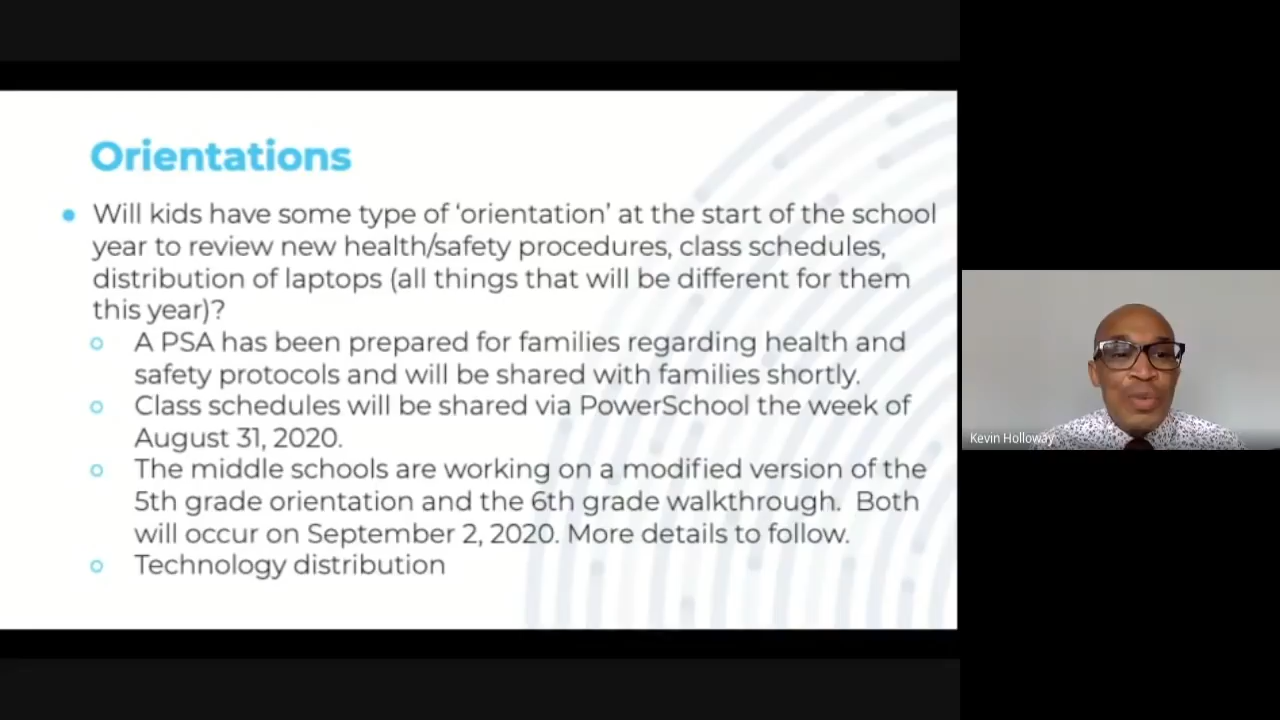 Orientations
Will kids have some type of ‘orientation’ at the start of the school
year to review new health/safety procedures, class schedules,
distribution of laptops (all things that will be different for them
this year)?
A PSA has been prepared for families regarding health and
safety protocols and will be shared with families shortly.
Class schedules will be shared via PowerSchool the week of
August 31, 2020.
The middle schools are working on a modified version of the
5th grade orientation and the 6th grade walkthrough.  Both
will occur on September 2, 2020. More details to follow.
Technology distribution
Kevin Holloway